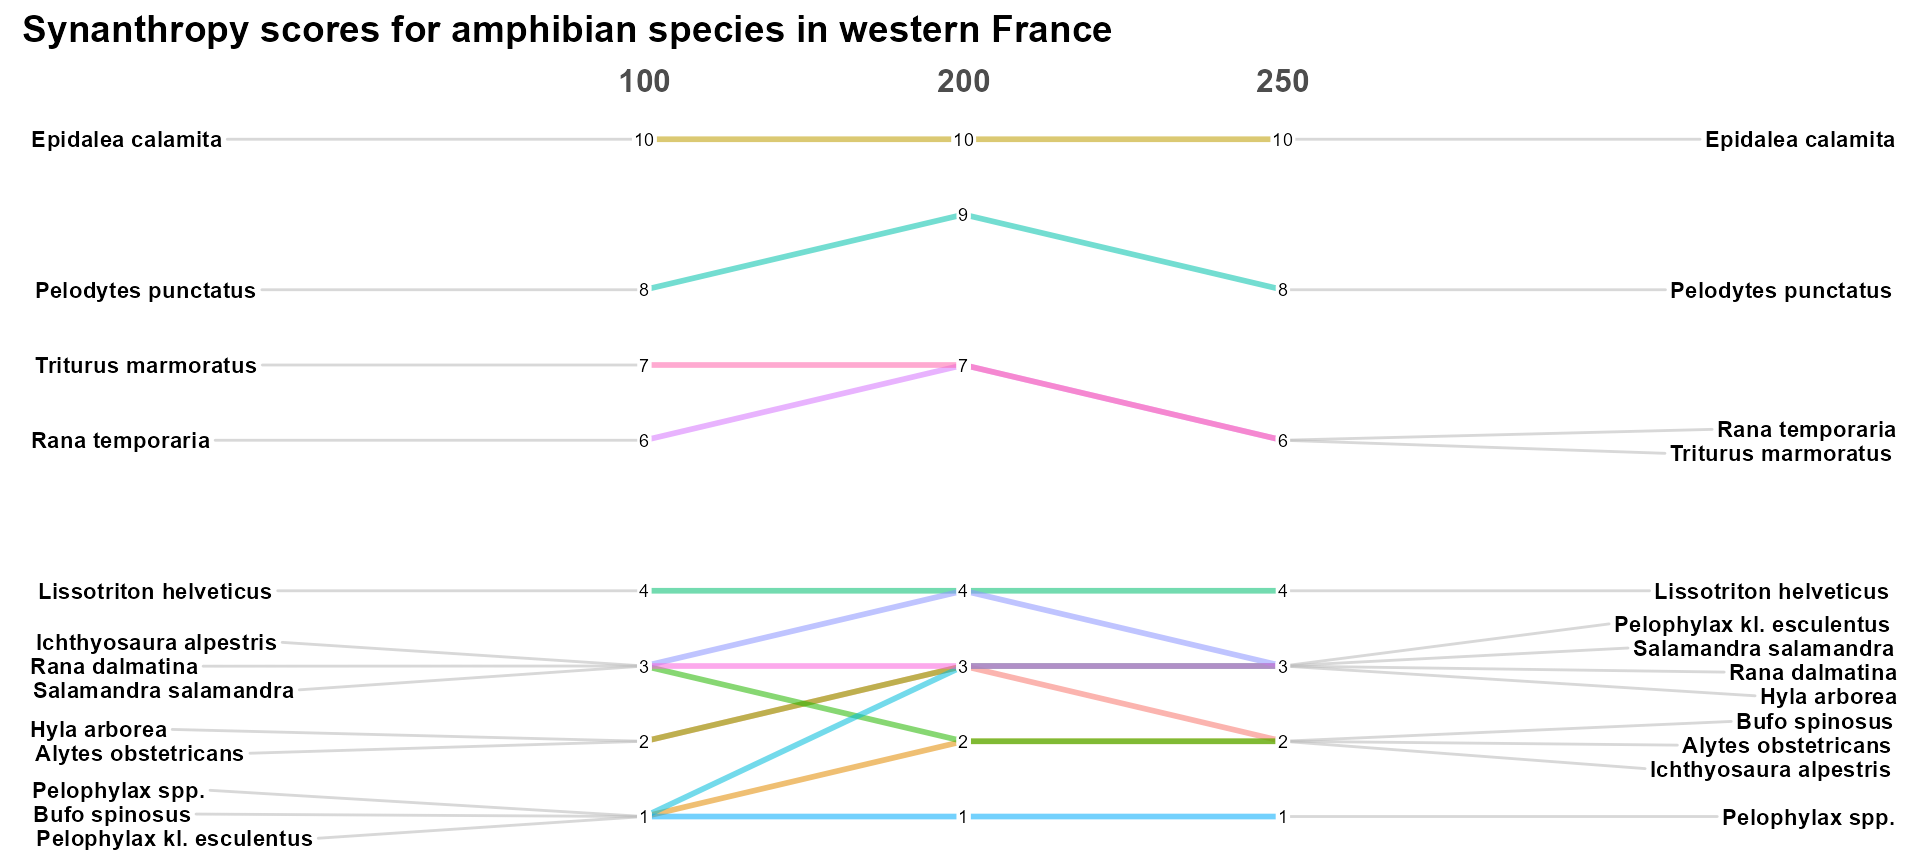 Synanthropy scores for amphibian species in western France
100 200 250
Epidalea calamita 10 10 10 Epidalea calamita
9
Pelodytes punctatus 8 8 Pelodytes punctatus
Triturus marmoratus 7 7
Rana temporaria 6 6 Rana temporaria
Triturus marmoratus
Lissotriton helveticus 4 4 4 Lissotriton helveticus
Pelophylax kl. esculentus
Ichthyosaura alpestris Salamandra salamandra
Rana dalmatina 3 3 3 Rana dalmatina
Salamandra salamandra Hyla arborea
Hyla arborea Bufo spinosus
2 2 2
Alytes obstetricans Alytes obstetricans
Ichthyosaura alpestris
Pelophylax spp.
Bufo spinosus 1 1 1 Pelophylax spp.
Pelophylax kl. esculentus